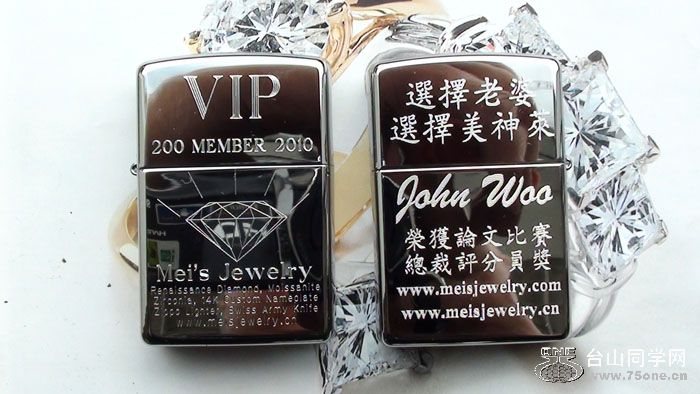 VIP
200 MEMBER 2010
Mei's Jewelry
Renaissance Diamond, Moissanite
Zirconia, 14K Custom Nameplate
Zippo Lighter, Swiss Army Knife
www.meisjewelry.cn
選擇老婆
選擇美神萊
John Woo
榮獲論文比賽
總裁評分員獎
www.meisjewelry.com
www.meisjewelry.cn
台山同学网
www.75one.cn